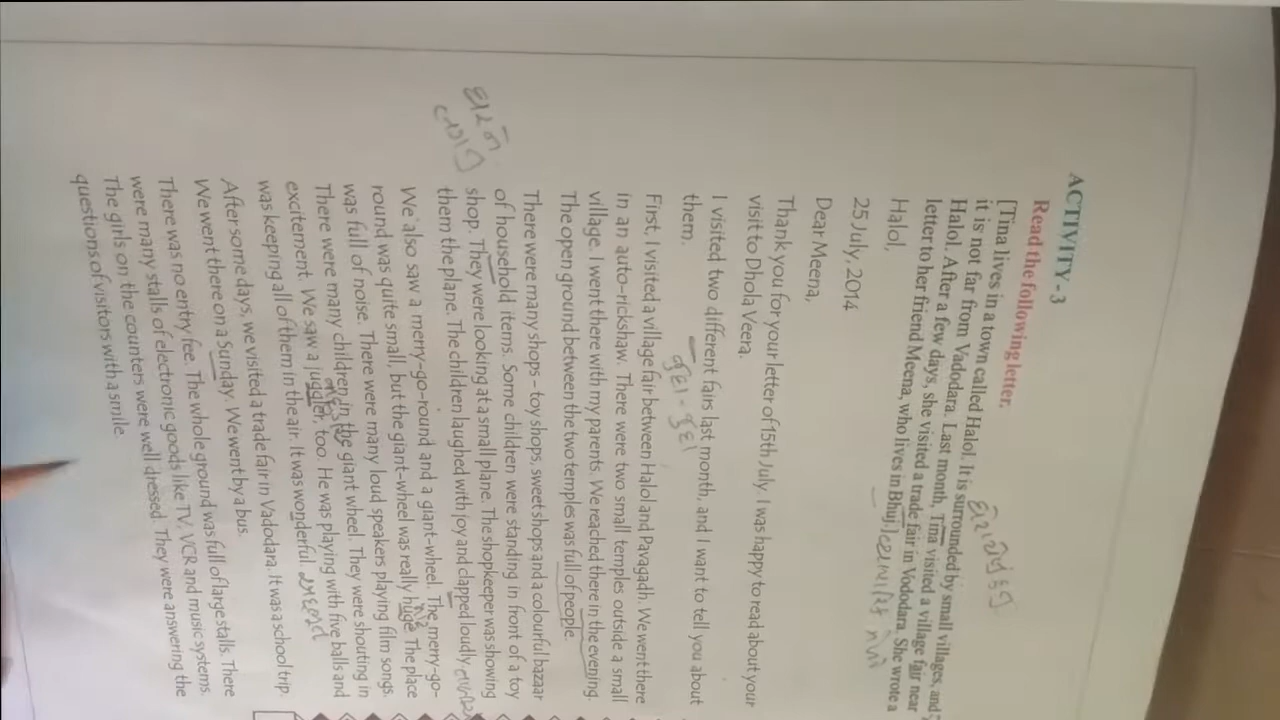 ACTIVITY - 3
Read the following letter.
[Tina lives in a town called Halol. It is surrounded by small villages, and
it is not far from Vadodara. Last month, Tina visited a village fair near
Halol. After a few days, she visited a trade fair in Vododara. She wrote a
letter to her friend Meena, who lives in Bhuj.]
Halol,
25 July, 2014
Dear Meena,
Thank you for your letter of 15th July. I was happy to read about your
visit to Dhola Veera.
I visited two different fairs last month, and I want to tell you about
them.
First, I visited a village fair between Halol and Pavagadh. We went there
in an auto-rickshaw. There were two small temples outside a small
village. I went there with my parents. We reached there in the evening.
The open ground between the two temples was full of people.
There were many shops - toy shops, sweet shops and a colourful bazaar
of household items. Some children were standing in front of a toy
shop. They were looking at a small plane. The shopkeeper was showing
them the plane. The children laughed with joy and clapped loudly.
We also saw a merry-go-round and a giant-wheel. The merry-go-
round was quite small, but the giant-wheel was really huge. The place
was full of noise. There were many loud speakers playing film songs.
There were many children in the giant wheel. They were shouting in
excitement. We saw a juggler, too. He was playing with five balls and
was keeping all of them in the air. It was wonderful.
After some days, we visited a trade fair in Vadodara. It was a school trip.
We went there on a Sunday. We went by a bus.
There was no entry fee. The whole ground was full of large stalls. There
were many stalls of electronic goods like TV, VCR and music systems.
The girls on the counters were well dressed. They were answering the
questions of visitors with a smile.